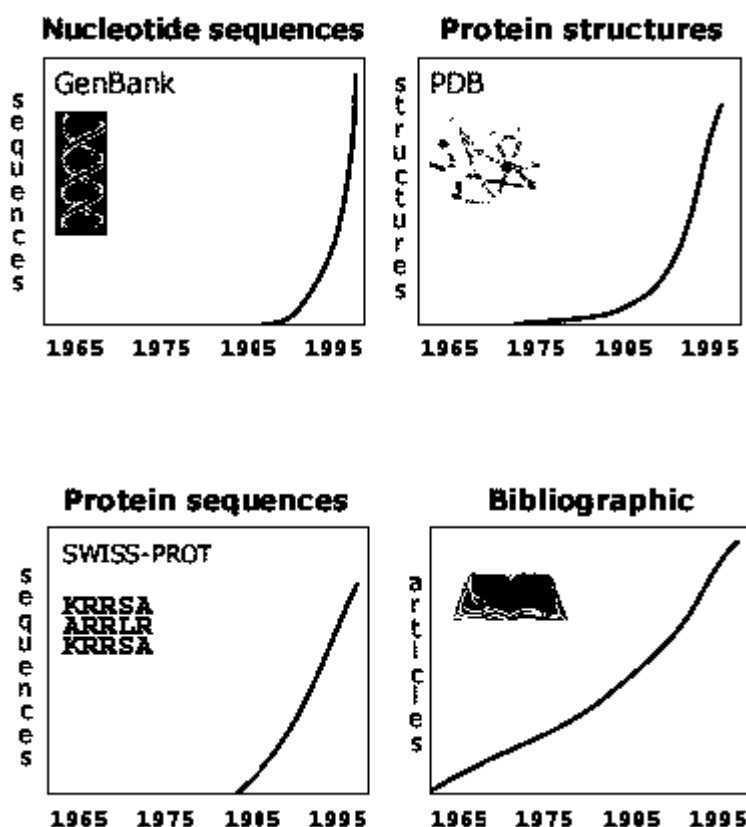 Nucleotide sequences
GenBank
sequences
1965 1975 1985 1995
Protein structures
PDB
structures
1965 1975 1985 1995
Protein sequences
SWISS-PROT
KRRSA
ARRLR
KRRSA
sequences
1965 1975 1985 1995
Bibliographic
articles
1965 1975 1985 1995